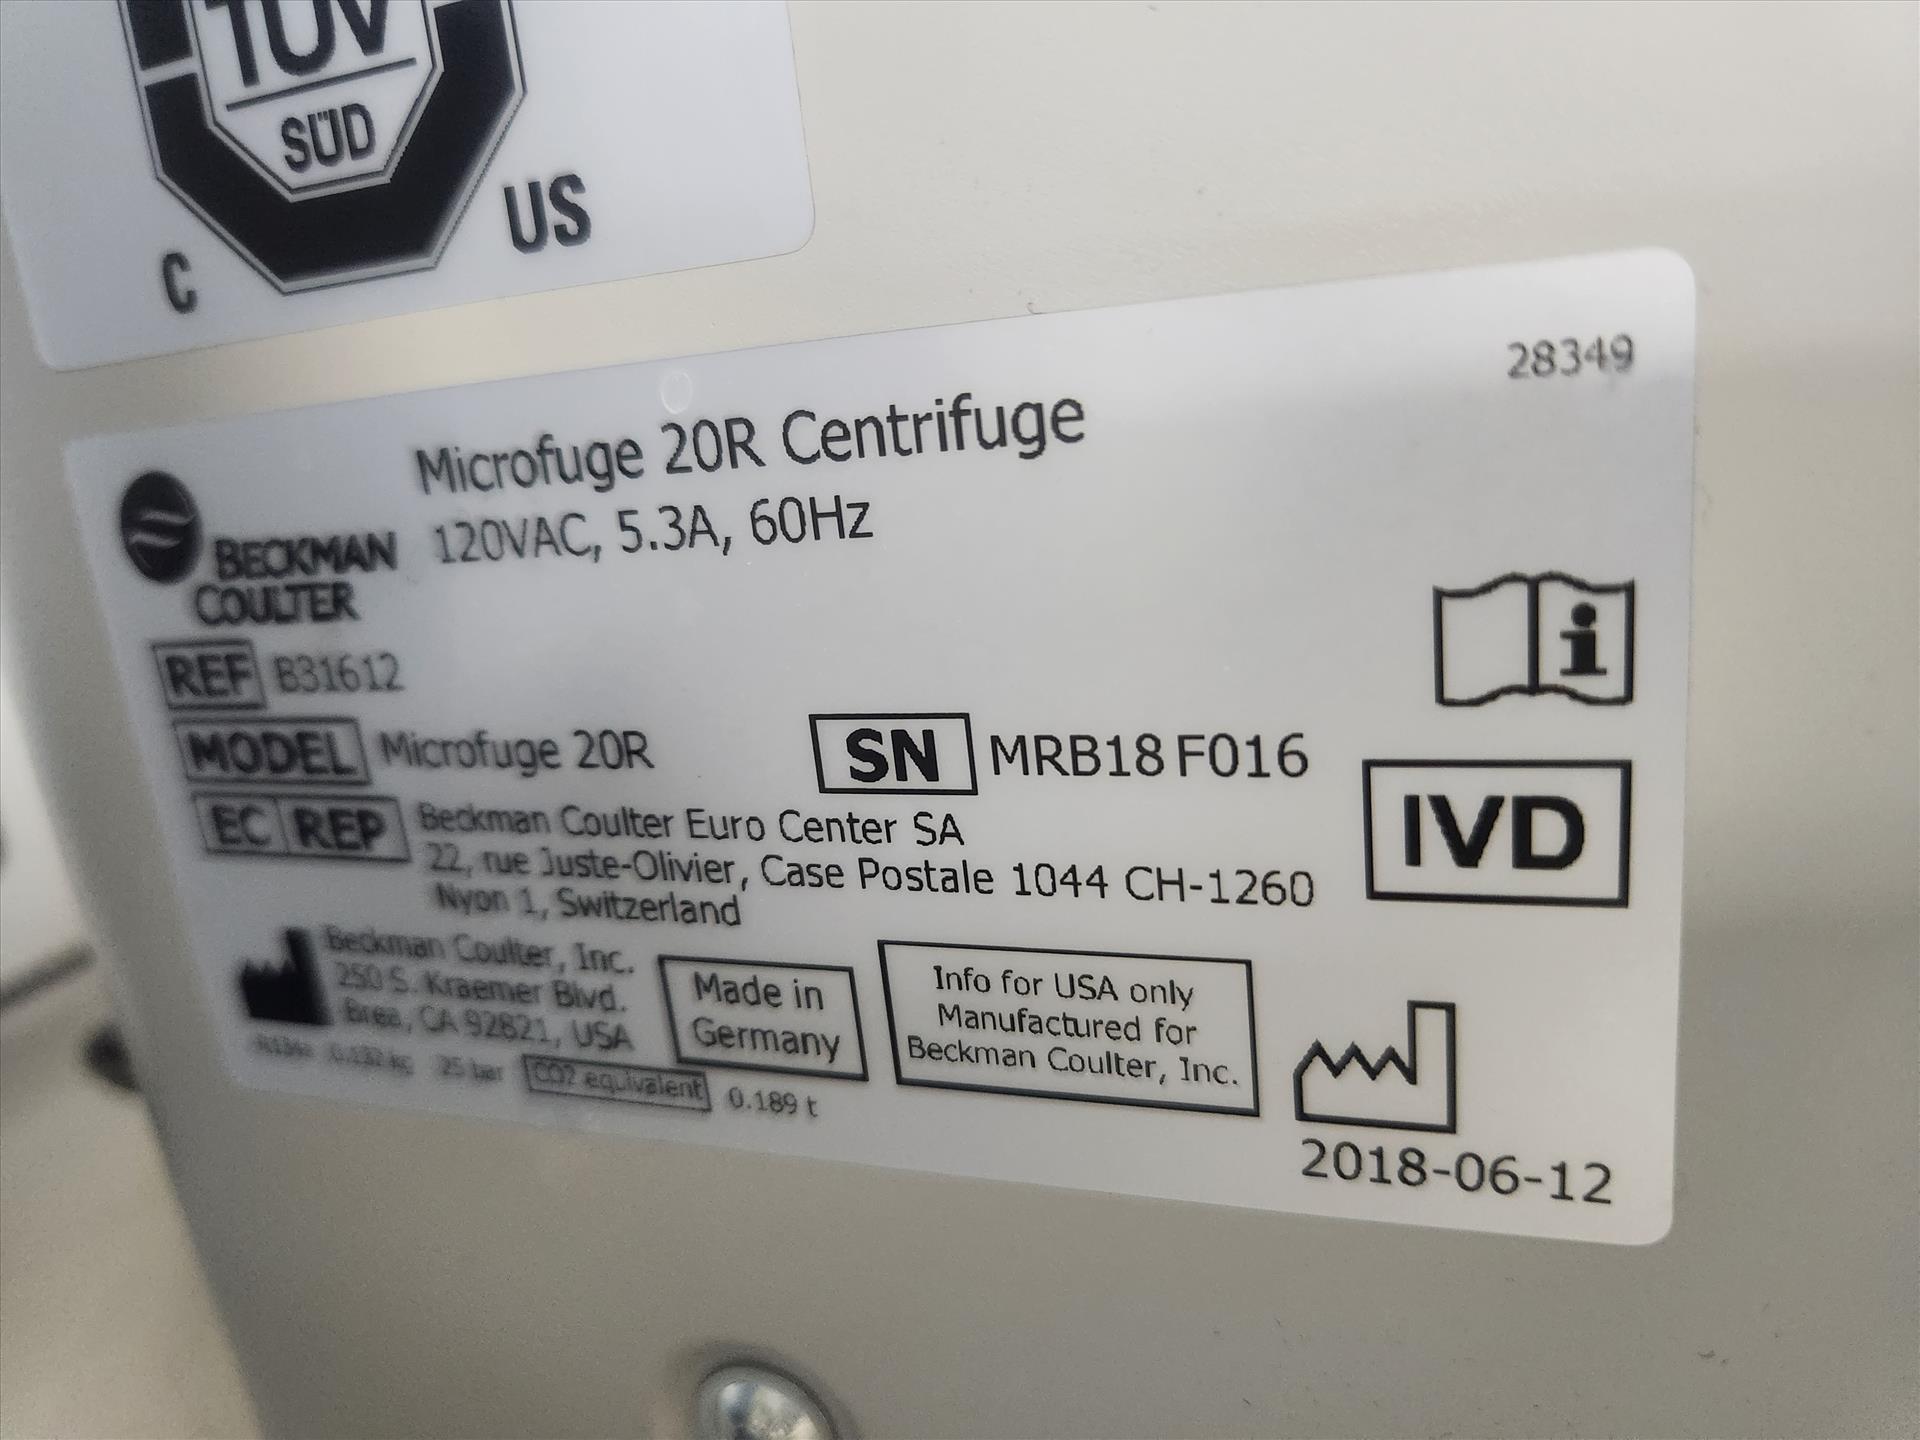 TÜV
SÜD
C
US
28349
Microfuge 20R Centrifuge
120VAC, 5.3A, 60Hz
BECKMAN
COULTER
REF B31612
i
MODEL Microfuge 20R
SN MRB18 F016
IVD
EC REP Beckman Coulter Euro Center SA
22, rue Juste-Olivier, Case Postale 1044 CH-1260
Nyon 1, Switzerland
Beckman Coulter, Inc.
250 S. Kraemer Blvd.
Brea, CA 92821, USA
Made in
Germany
Info for USA only
Manufactured for
Beckman Coulter, Inc.
25 bar CO2 equivalent 0.189 t
2018-06-12